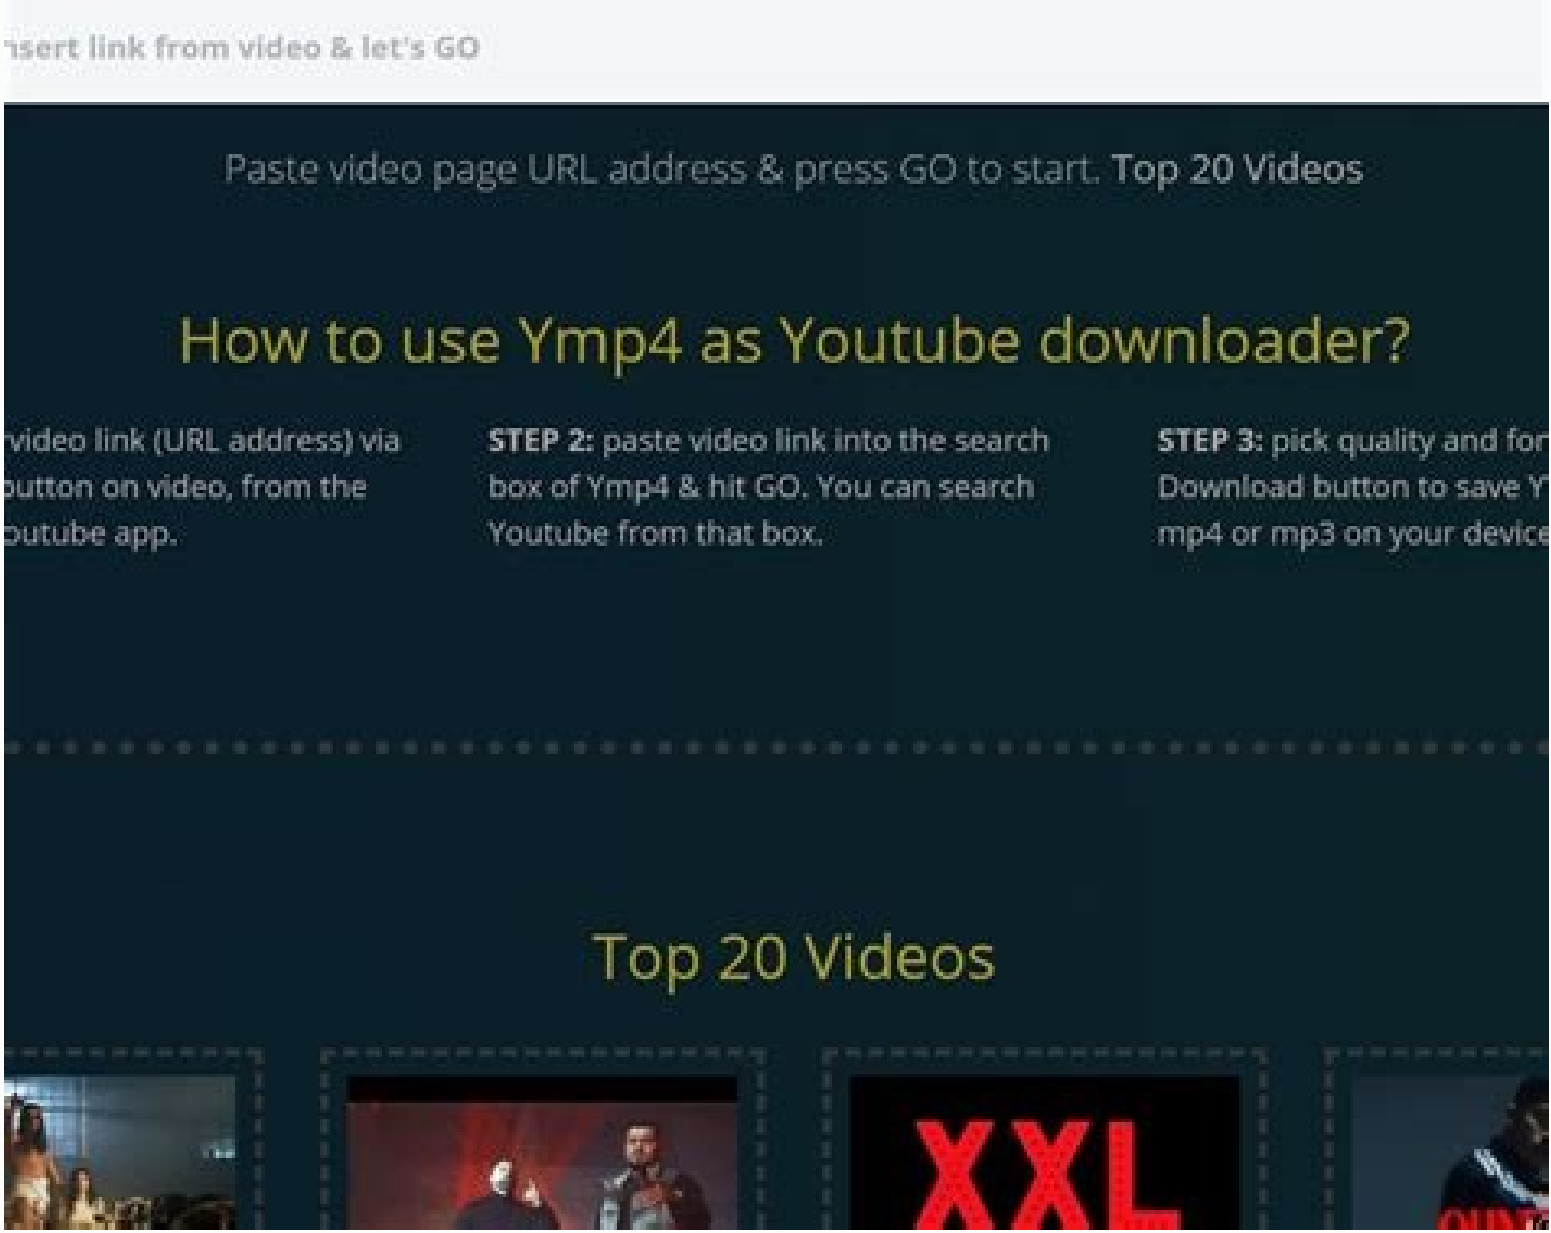 nsert link from video & let's GO
Paste video page URL address & press GO to start. Top 20 Videos
How to use Ymp4 as Youtube downloader?
video link (URL address) via
button on video, from the
outube app.
STEP 2: paste video link into the search
box of Ymp4 & hit GO. You can search
Youtube from that box.
STEP 3: pick quality and for
Download button to save Y
mp4 or mp3 on your device
Top 20 Videos
XXL